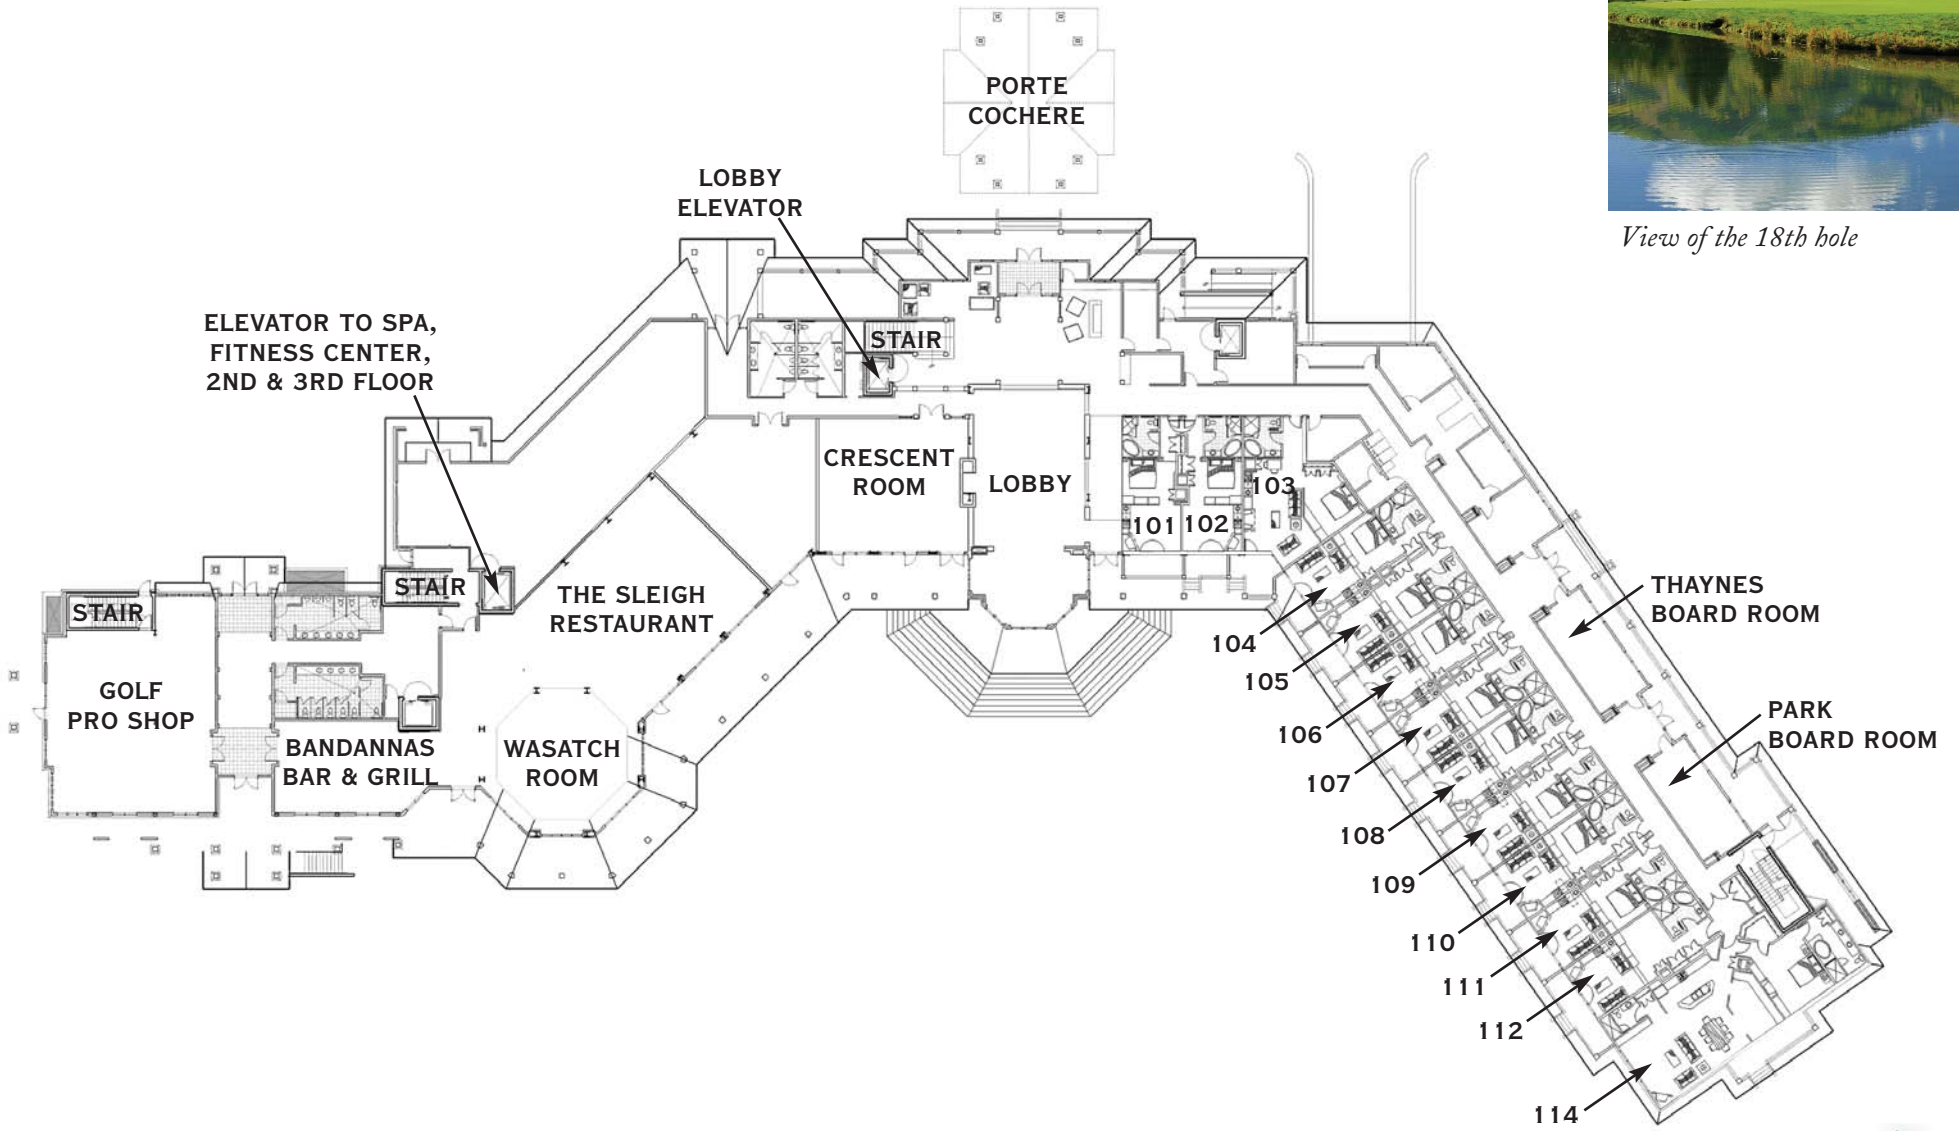 PORTE
COCHERE
View of the 18th hole
LOBBY
ELEVATOR
ELEVATOR TO SPA,
FITNESS CENTER,
2ND & 3RD FLOOR
STAIR
CRESCENT
ROOM
LOBBY
101
102
103
STAIR
STAIR
THE SLEIGH
RESTAURANT
GOLF
PRO SHOP
BANDANNAS
BAR & GRILL
WASATCH
ROOM
THAYNES
BOARD ROOM
PARK
BOARD ROOM
104
105
106
107
108
109
110
111
112
114